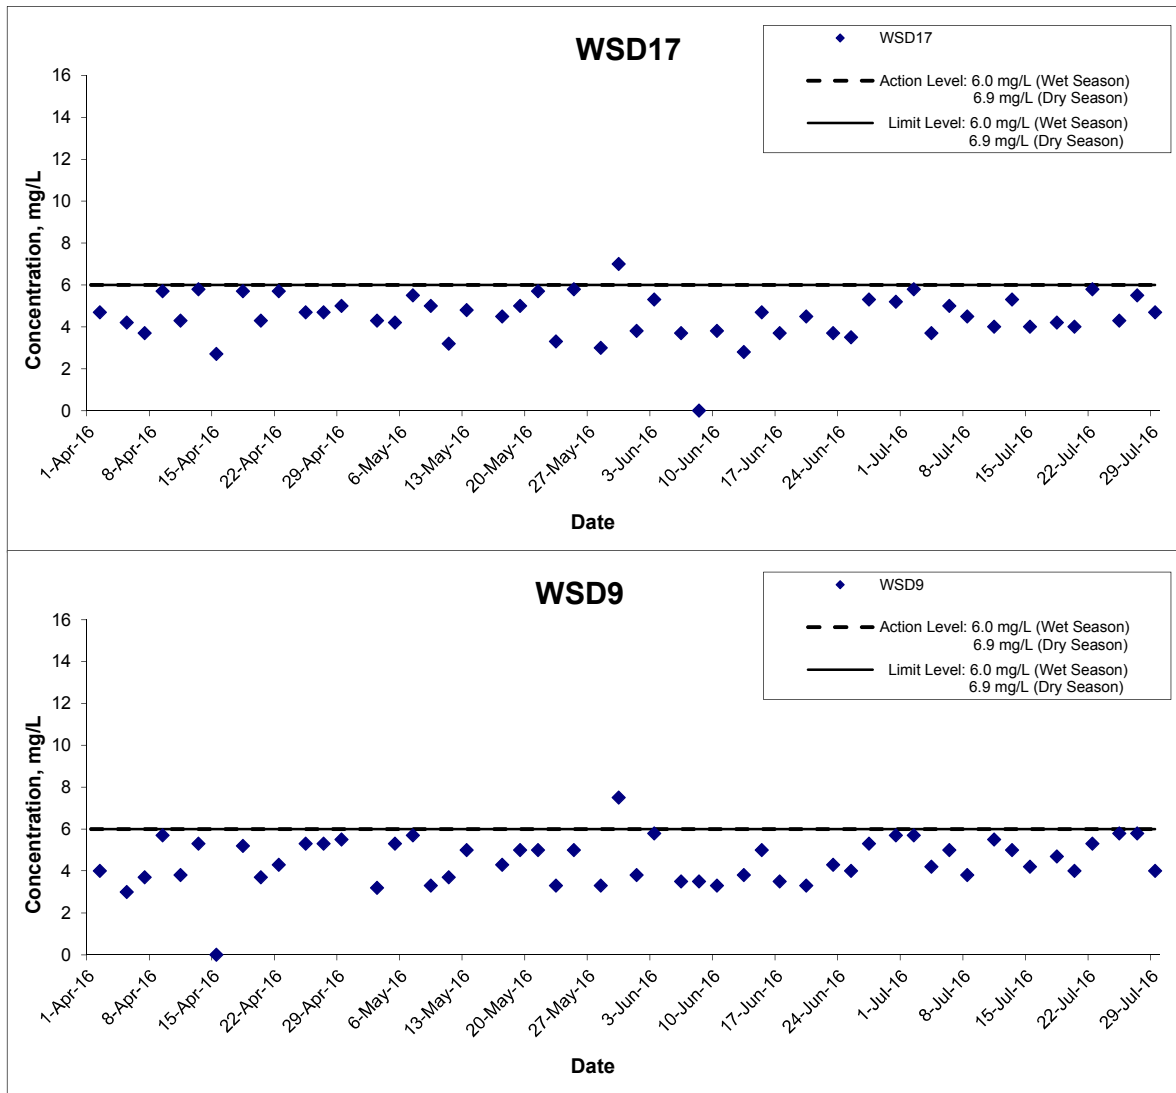 WSD17
WSD17
Action Level: 6.0 mg/L (Wet Season)
6.9 mg/L (Dry Season)
Limit Level: 6.0 mg/L (Wet Season)
6.9 mg/L (Dry Season)
Concentration, mg/L
16
14
12
10
8
6
4
2
0
1-Apr-16
8-Apr-16
15-Apr-16
22-Apr-16
29-Apr-16
6-May-16
13-May-16
20-May-16
27-May-16
3-Jun-16
10-Jun-16
17-Jun-16
24-Jun-16
1-Jul-16
8-Jul-16
15-Jul-16
22-Jul-16
29-Jul-16
Date
WSD9
WSD9
Action Level: 6.0 mg/L (Wet Season)
6.9 mg/L (Dry Season)
Limit Level: 6.0 mg/L (Wet Season)
6.9 mg/L (Dry Season)
Concentration, mg/L
16
14
12
10
8
6
4
2
0
1-Apr-16
8-Apr-16
15-Apr-16
22-Apr-16
29-Apr-16
6-May-16
13-May-16
20-May-16
27-May-16
3-Jun-16
10-Jun-16
17-Jun-16
24-Jun-16
1-Jul-16
8-Jul-16
15-Jul-16
22-Jul-16
29-Jul-16
Date